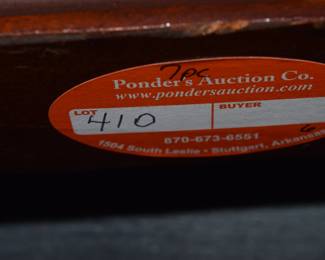 7pc
Ponder's Auction Co.
www.pondersauction.com
LOT BUYER
410
870-673-6551
1504 South Leslie • Stuttgart, Arkansas